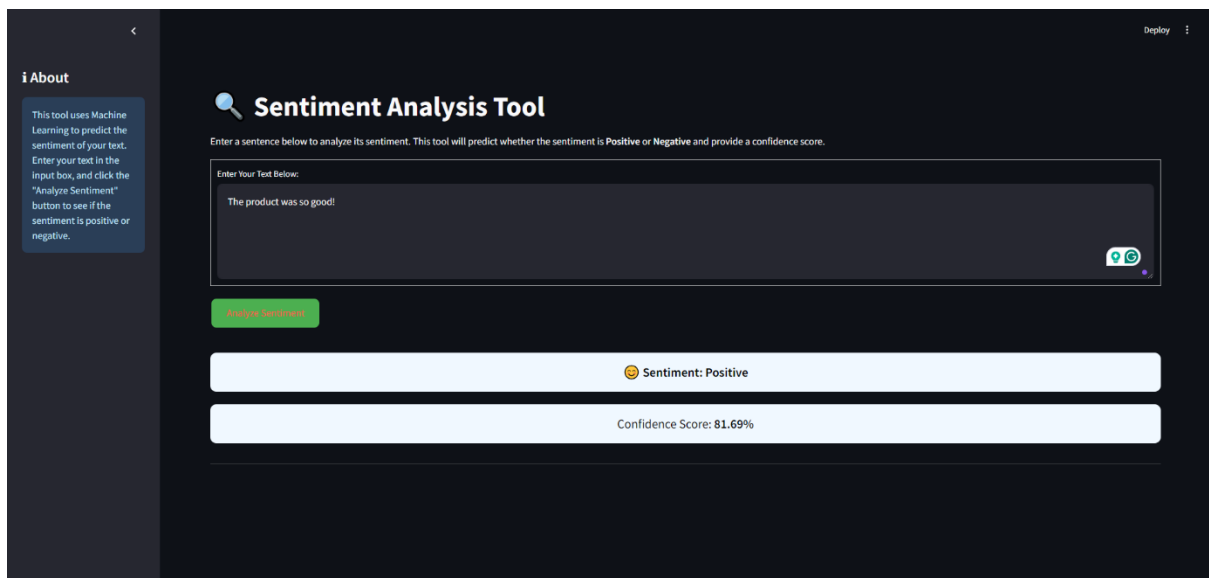 Deploy
i About
This tool uses Machine
Learning to predict the
sentiment of your text.
Enter your text in the
input box, and click the
"Analyze Sentiment"
button to see if the
sentiment is positive or
negative.
Sentiment Analysis Tool
Enter a sentence below to analyze its sentiment. This tool will predict whether the sentiment is Positive or Negative and provide a confidence score.
Enter Your Text Below:
The product was so good!
Analyze Sentiment
Sentiment: Positive
Confidence Score: 81.69%